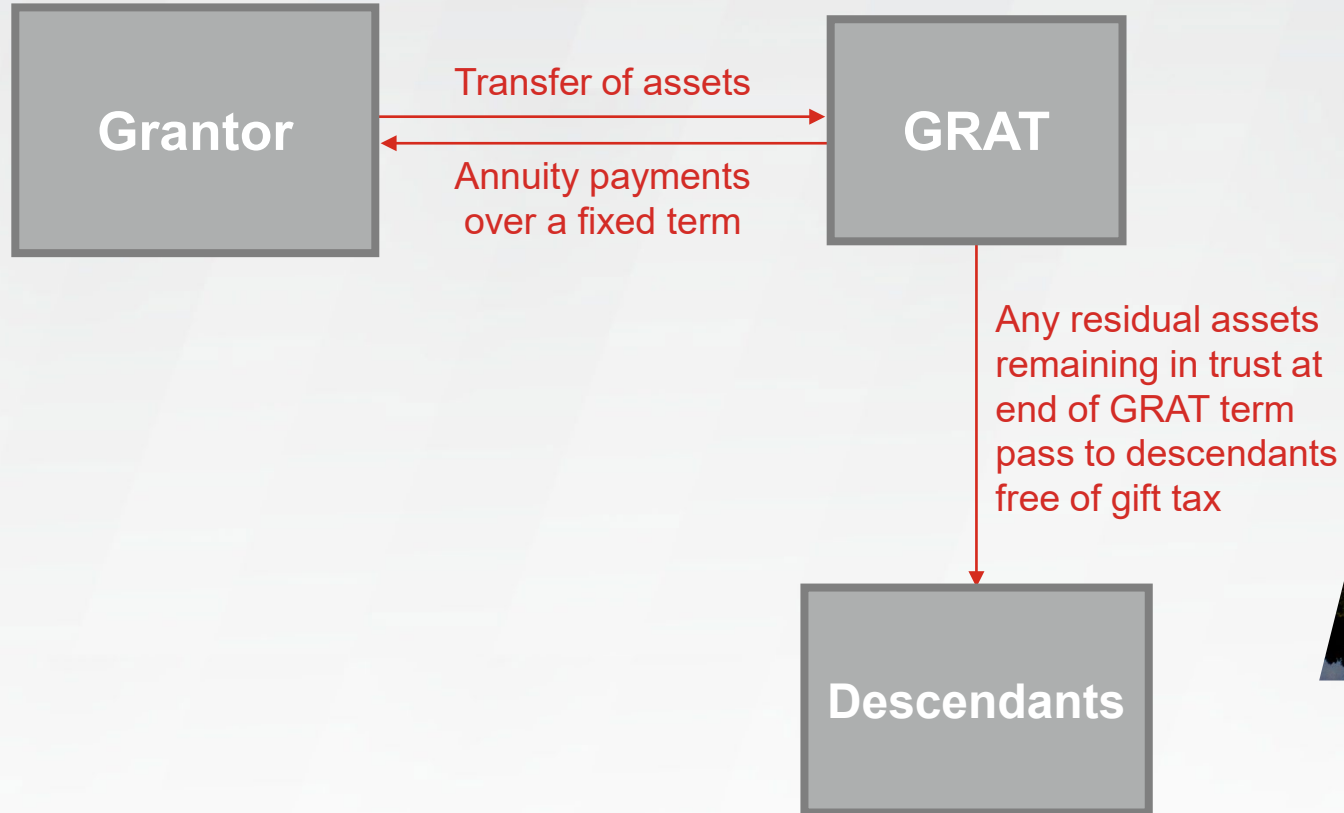 Grantor
Transfer of assets
GRAT
Annuity payments
over a fixed term
Any residual assets
remaining in trust at
end of GRAT term
pass to descendants
free of gift tax
Descendants